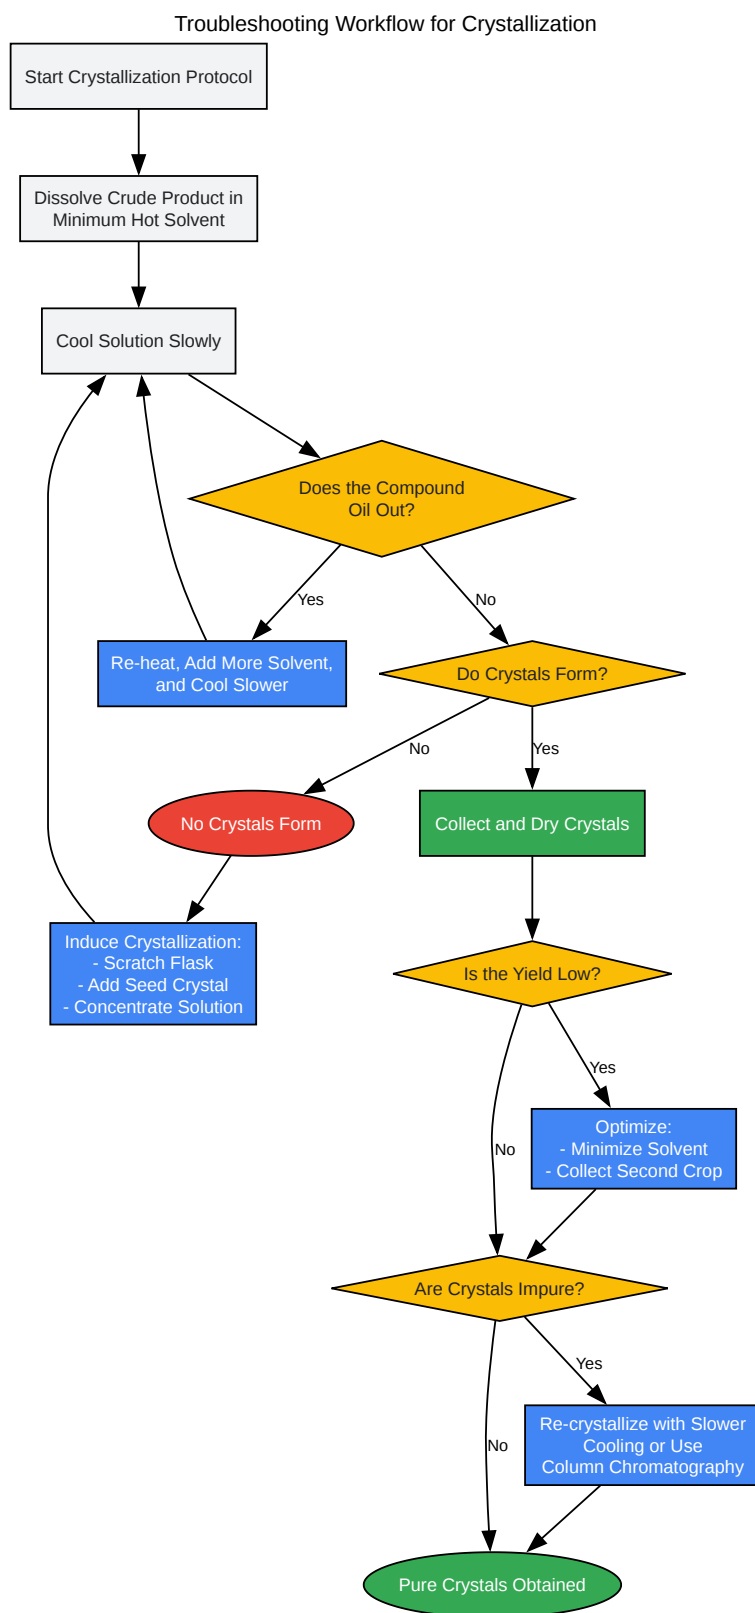 Troubleshooting Workflow for Crystallization
Start Crystallization Protocol
Dissolve Crude Product in
Minimum Hot Solvent
Cool Solution Slowly
Does the Compound
Oil Out?
Yes
No
Re-heat, Add More Solvent,
and Cool Slower
Do Crystals Form?
No
Yes
No Crystals Form
Collect and Dry Crystals
Induce Crystallization:
- Scratch Flask
- Add Seed Crystal
- Concentrate Solution
Is the Yield Low?
Yes
No
Optimize:
- Minimize Solvent
- Collect Second Crop
Are Crystals Impure?
Yes
No
Re-crystallize with Slower
Cooling or Use
Column Chromatography
Pure Crystals Obtained